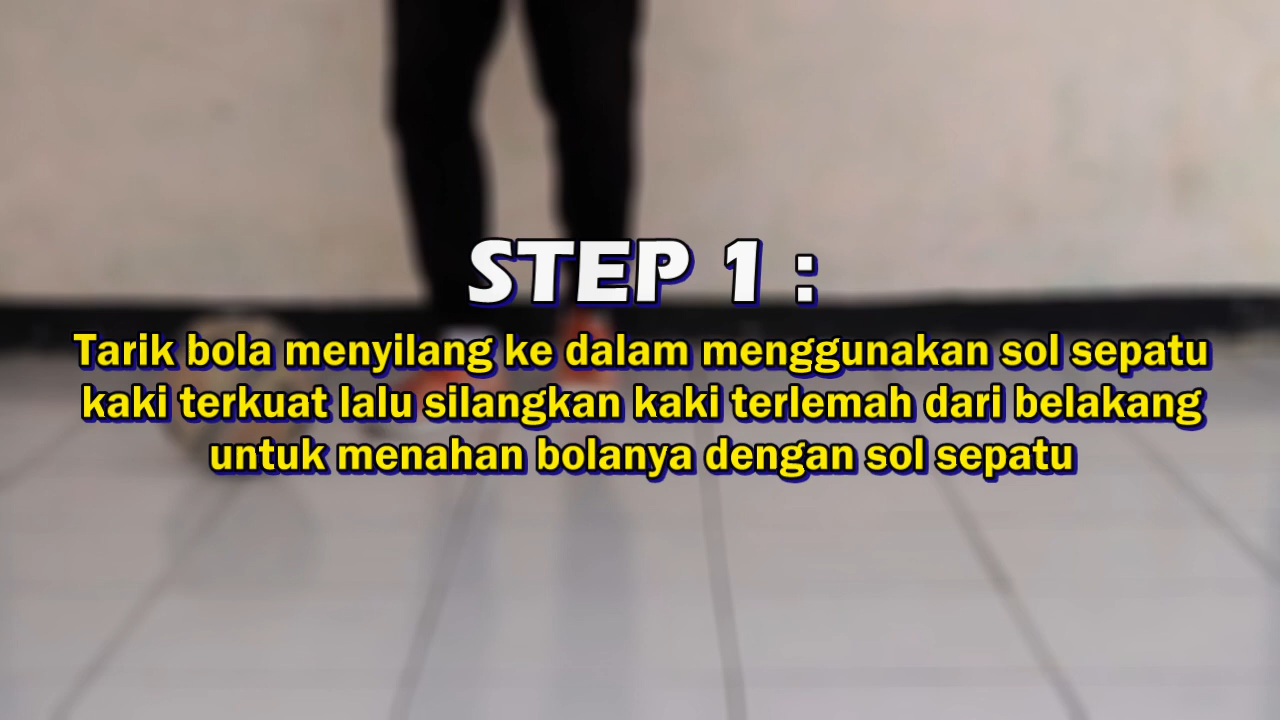 STEP 1 :
Tarik bola menyilang ke dalam menggunakan sol sepatu
kaki terkuat lalu silangkan kaki terlemah dari belakang
untuk menahan bolanya dengan sol sepatu